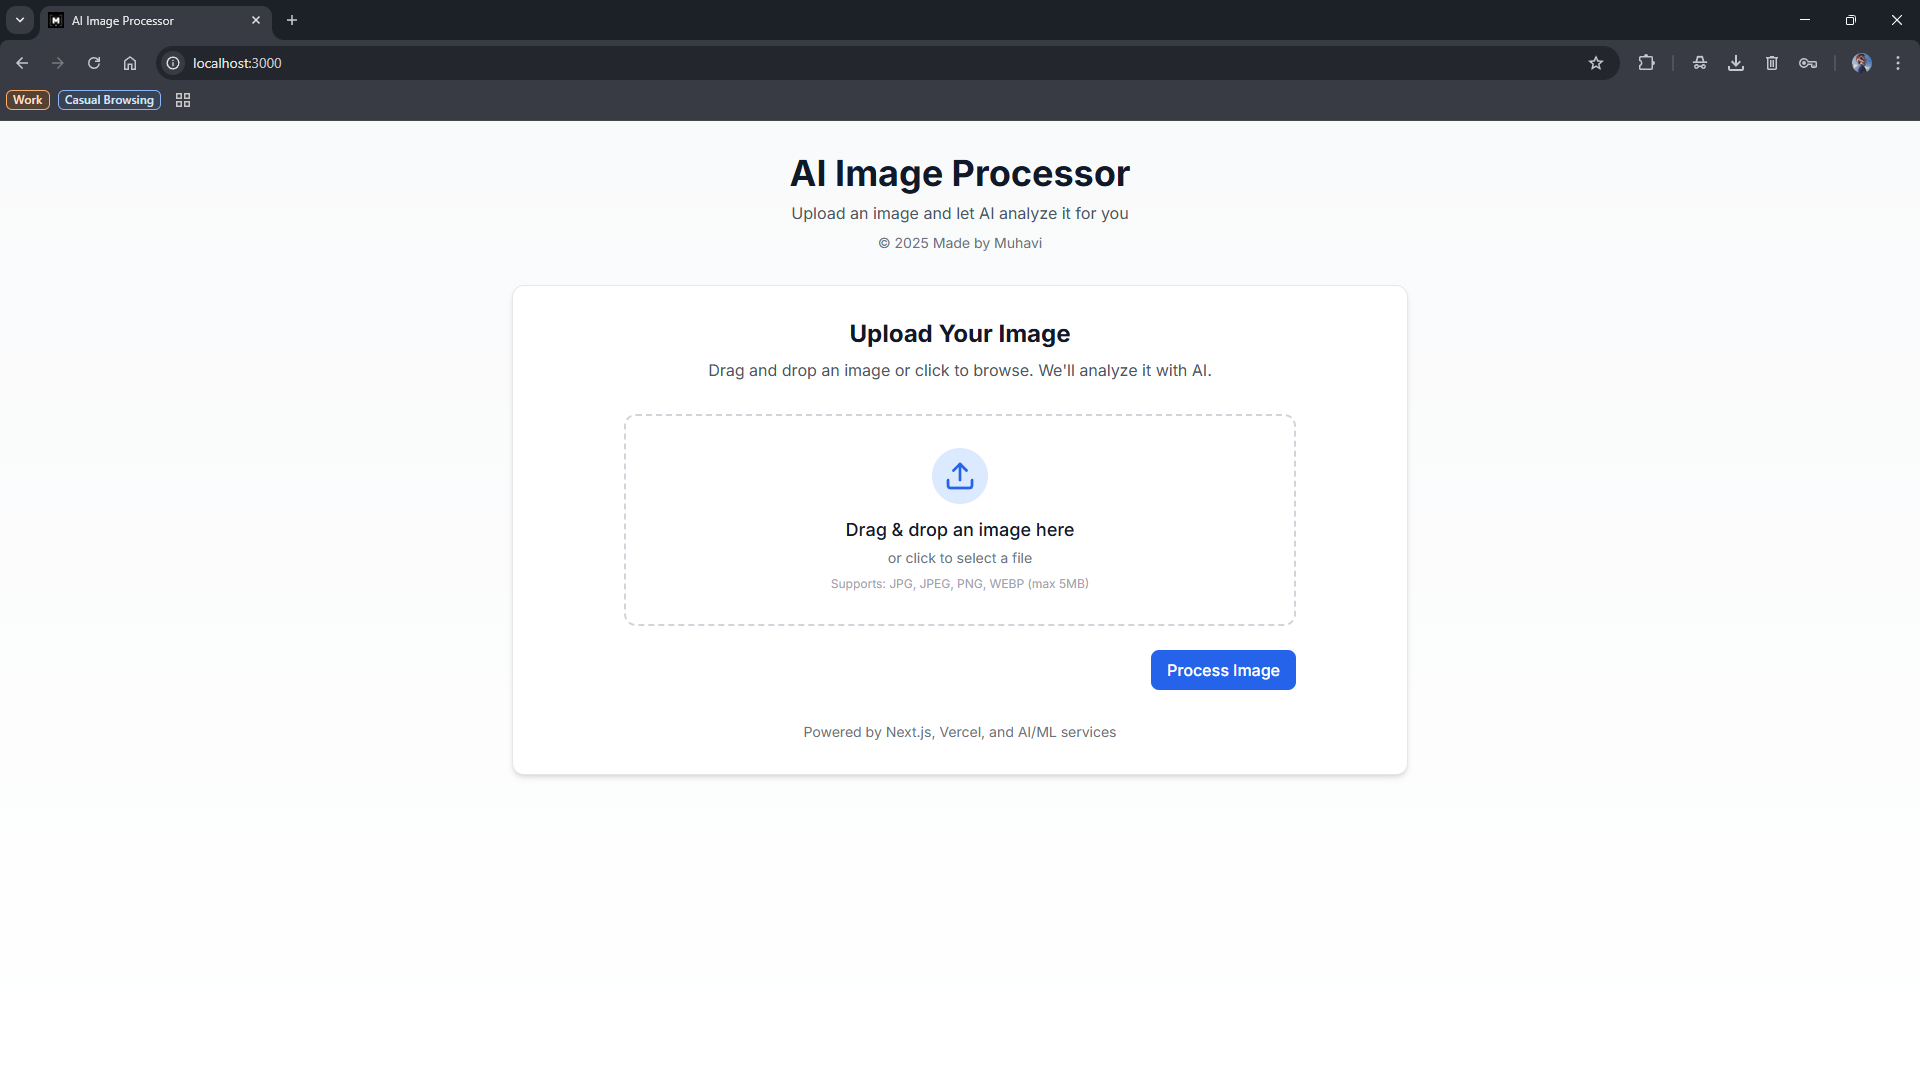 AI Image Processor
localhost:3000
Work
Casual Browsing
AI Image Processor
Upload an image and let AI analyze it for you
© 2025 Made by Muhavi
Upload Your Image
Drag and drop an image or click to browse. We'll analyze it with AI.
Drag & drop an image here
or click to select a file
Supports: JPG, JPEG, PNG, WEBP (max 5MB)
Process Image
Powered by Next.js, Vercel, and AI/ML services